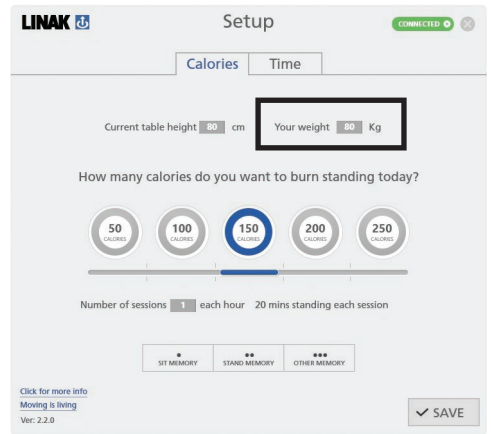 LINAK Setup CONNECTED
Calories Time
Current table height 80 cm Your weight 80 Kg
How many calories do you want to burn standing today?
50 100 150 200 250
CALORIES CALORIES CALORIES CALORIES CALORIES
Number of sessions 1 each hour 20 mins standing each session
SIT MEMORY STAND MEMORY OTHER MEMORY
Click for more info
Moving is living
Ver: 2.2.0
SAVE